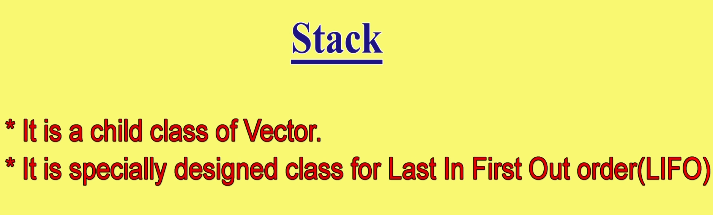 Stack
* It is a child class of Vector.
* It is specially designed class for Last In First Out order(LIFO)